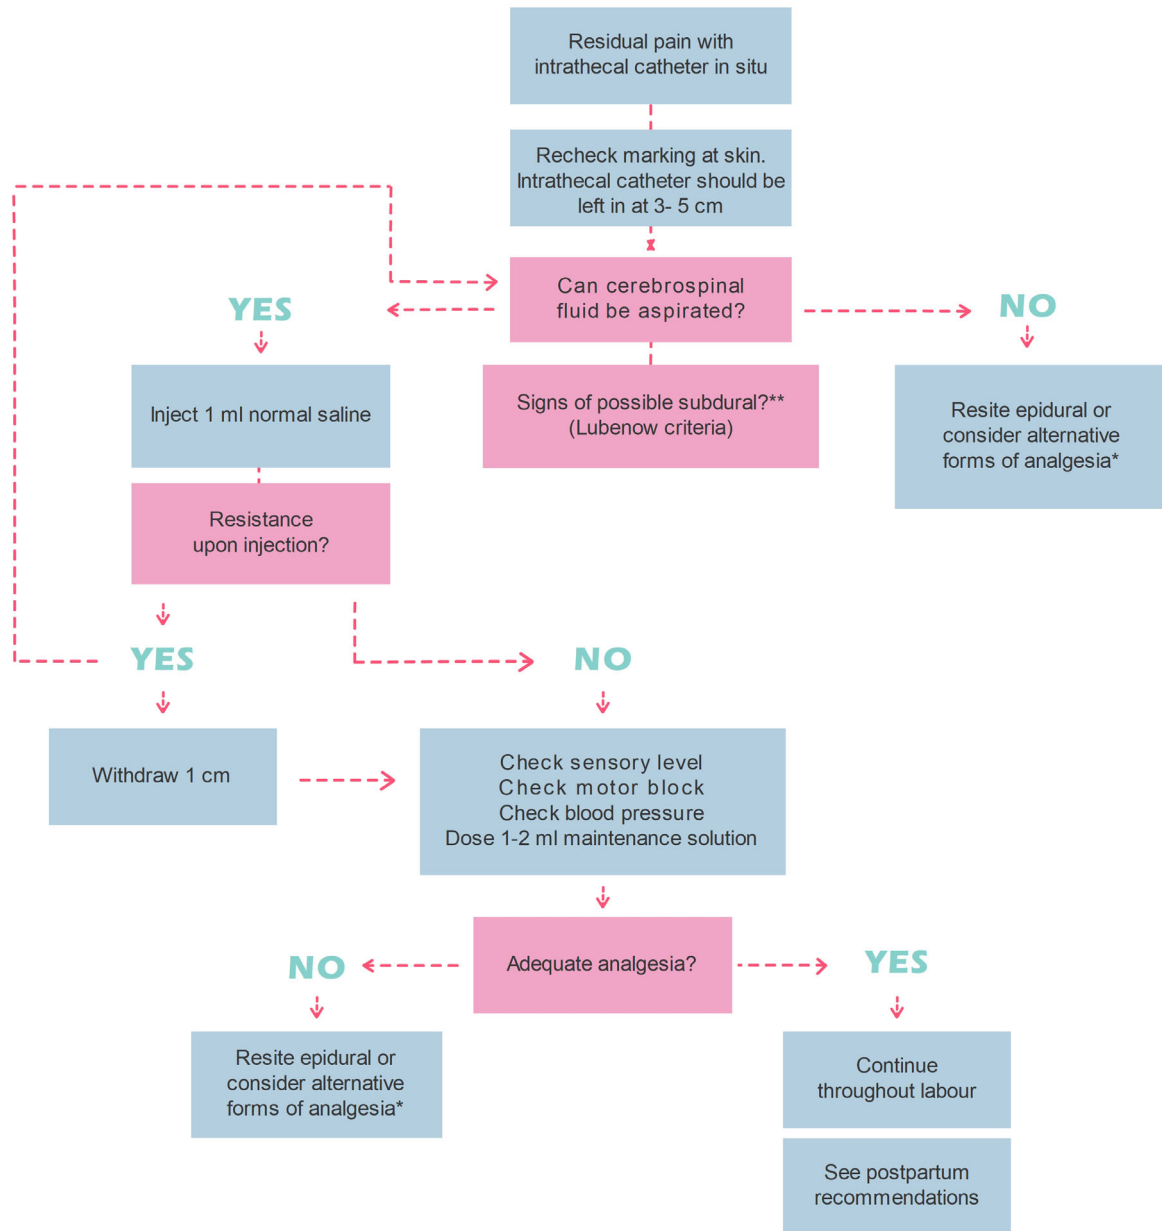 Residual pain with
intrathecal catheter in situ
Recheck marking at skin.
Intrathecal catheter should be
left in at 3- 5 cm
Can cerebrospinal
fluid be aspirated?
YES
NO
Inject 1 ml normal saline
Signs of possible subdural?**
(Lubenow criteria)
Resite epidural or
consider alternative
forms of analgesia*
Resistance
upon injection?
YES
NO
Withdraw 1 cm
Check sensory level
Check motor block
Check blood pressure
Dose 1-2 ml maintenance solution
Adequate analgesia?
NO
YES
Resite epidural or
consider alternative
forms of analgesia*
Continue
throughout labour
See postpartum
recommendations